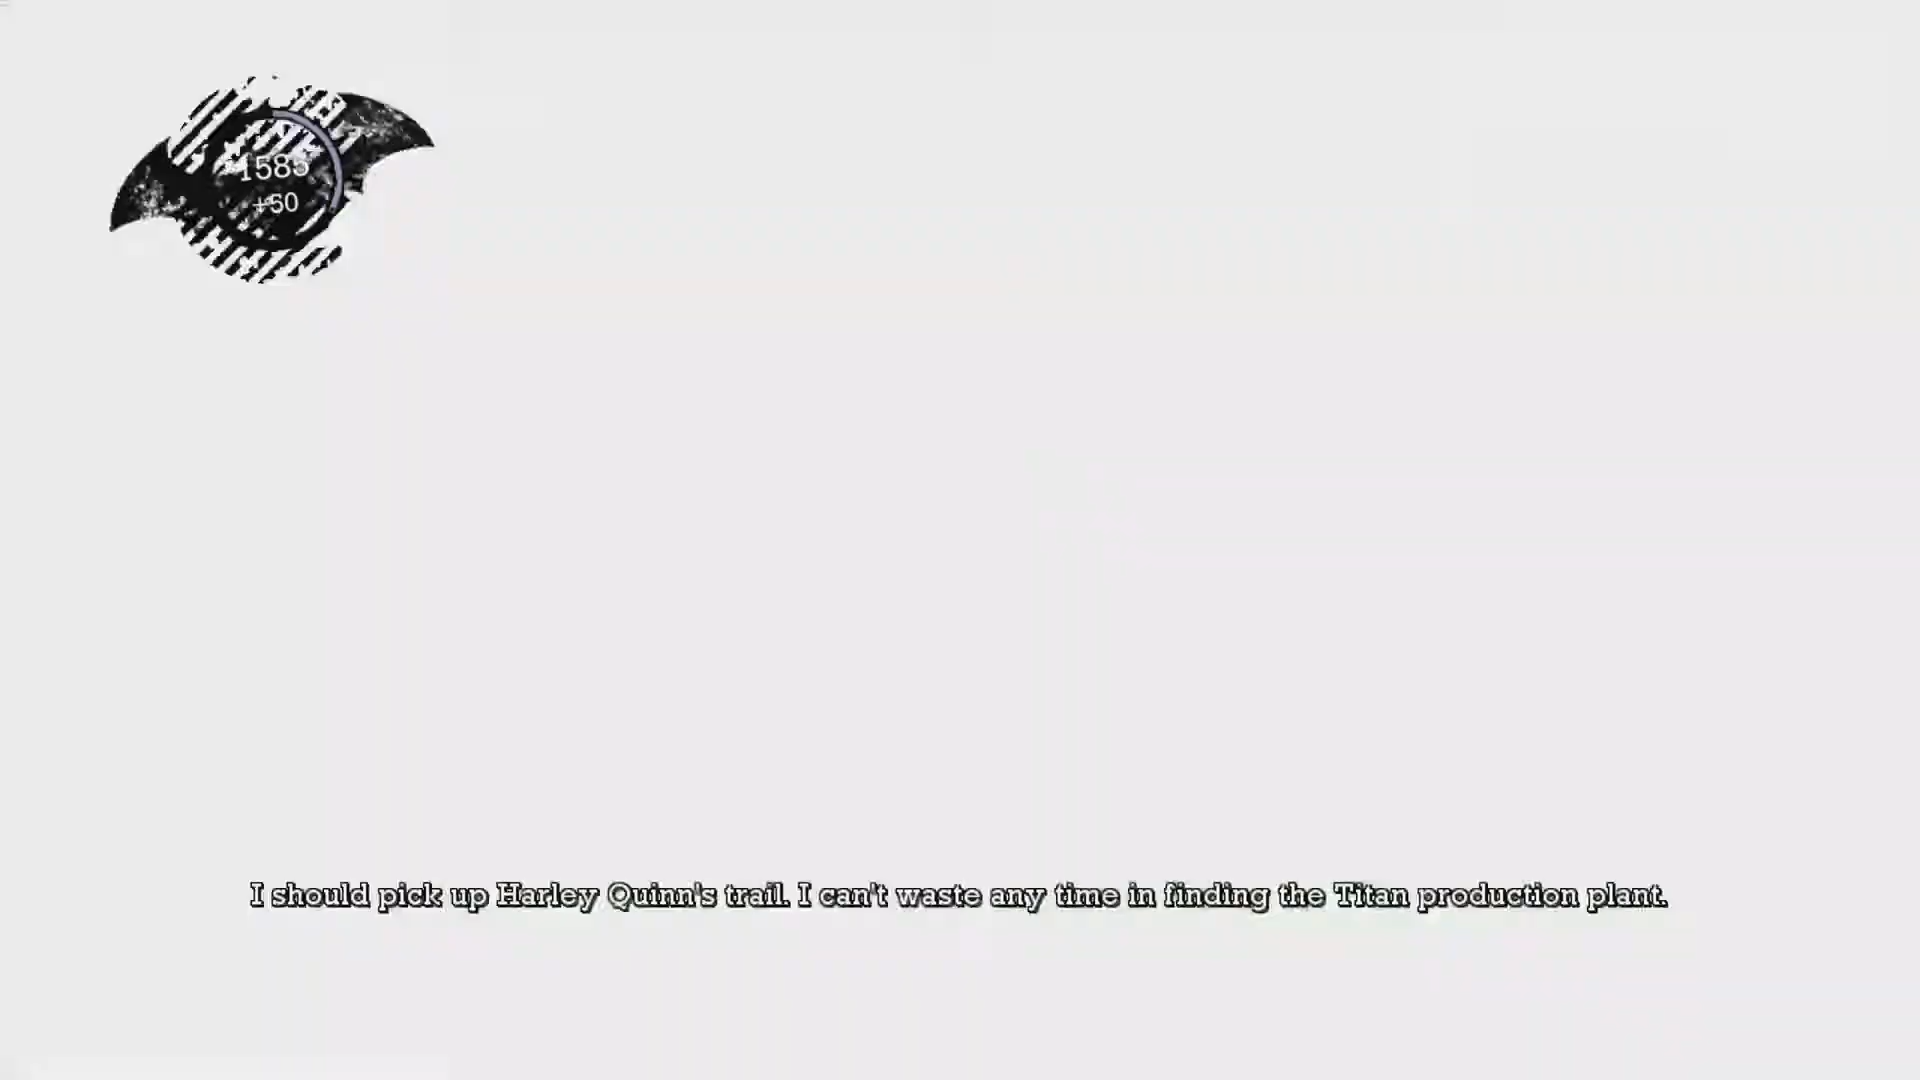 1585
+50
I should pick up Harley Quinn's trail. I can't waste any time in finding the Titan production plant.